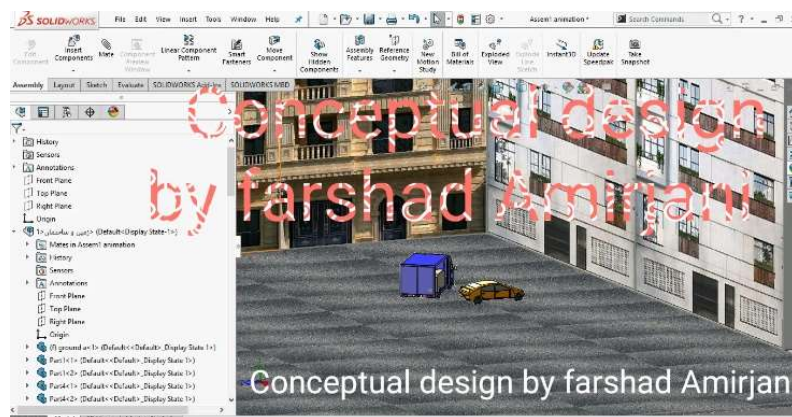 SOLIDWORKS File Edit View Insert Tools Window Help Assem1 animation * Search Commands
Edit Component Insert Components Mate Component Preview Window Linear Component Pattern Smart Fasteners Move Component Show Hidden Components Assembly Features Reference Geometry New Motion Study Bill of Materials Exploded View Explode Line Sketch Instant3D Update Speedpak Take Snapshot
Assembly Layout Sketch Evaluate SOLIDWORKS Add-Ins SOLIDWORKS MBD
Conceptual design
by farshad Amirjani
History
Sensors
Annotations
Front Plane
Top Plane
Right Plane
Origin
زمین و ساختمان<1> (Default<Display State-1>)
Mates in Assem1 animation
History
Sensors
Annotations
Front Plane
Top Plane
Right Plane
Origin
(f) ground a<1> (Default<<Default>_Display State 1>)
Part1<1> (Default<<Default>_Display State 1>)
Part1<2> (Default<<Default>_Display State 1>)
Part4<1> (Default<<Default>_Display State 1>)
Part4<2> (Default<<Default>_Display State 1>)
Conceptual design by farshad Amirjan